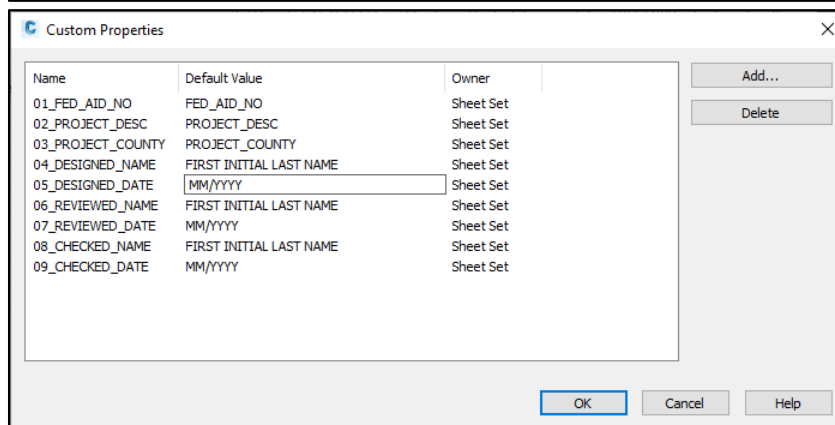 Custom Properties
Name Default Value Owner Add...
01_FED_AID_NO FED_AID_NO Sheet Set
02_PROJECT_DESC PROJECT_DESC Sheet Set Delete
03_PROJECT_COUNTY PROJECT_COUNTY Sheet Set
04_DESIGNED_NAME FIRST INITIAL LAST NAME Sheet Set
05_DESIGNED_DATE MM/YYYY Sheet Set
06_REVIEWED_NAME FIRST INITIAL LAST NAME Sheet Set
07_REVIEWED_DATE MM/YYYY Sheet Set
08_CHECKED_NAME FIRST INITIAL LAST NAME Sheet Set
09_CHECKED_DATE MM/YYYY Sheet Set
OK Cancel Help